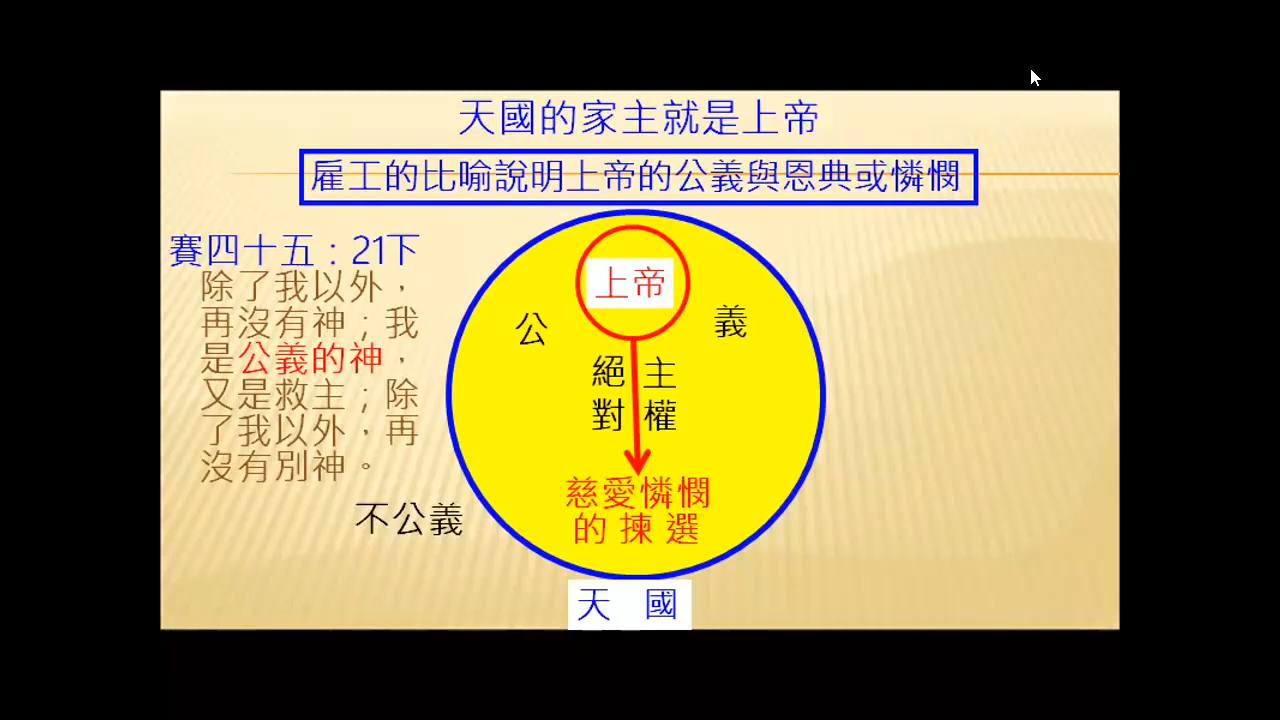 天國的家主就是上帝
雇工的比喻說明上帝的公義與恩典或憐憫
賽四十五：21下
除了我以外，
再沒有神；我
是公義的神，
又是救主；除
了我以外，再
沒有別神。
不公義
上帝
公 義
絕 主
對 權
慈愛憐憫
的 揀 選
天 國